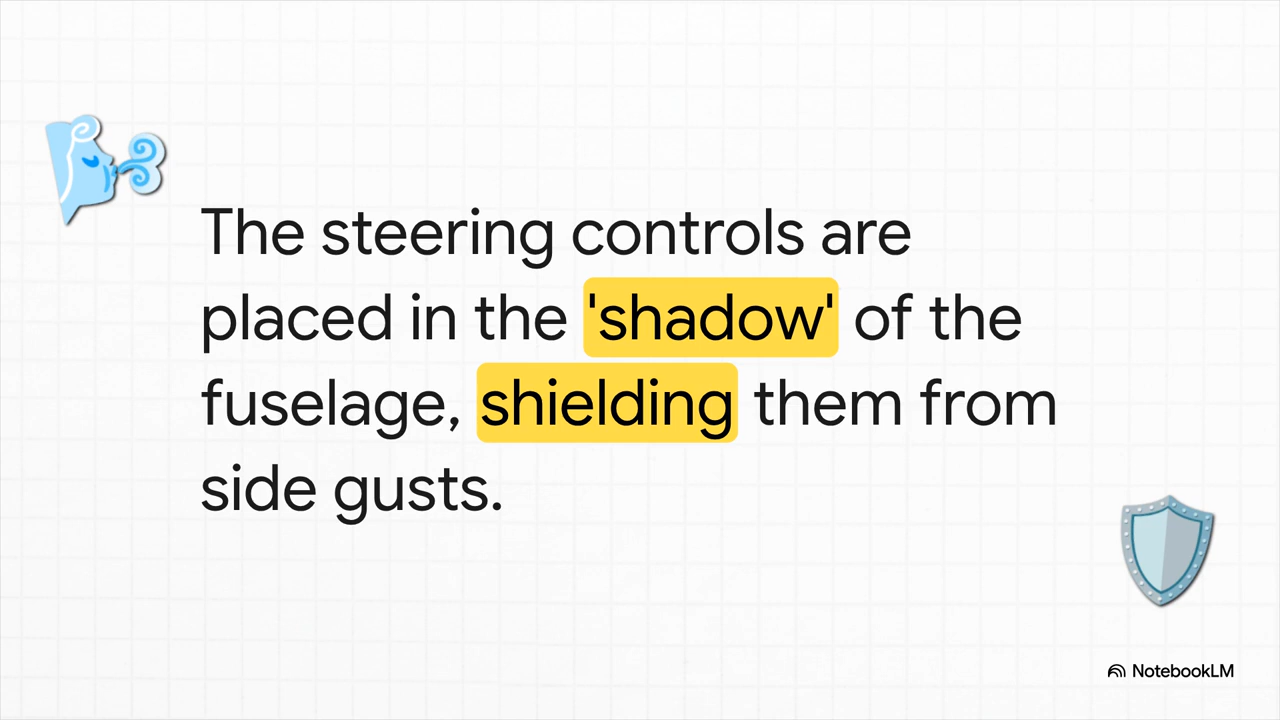 The steering controls are
placed in the 'shadow' of the
fuselage, shielding them from
side gusts.
NotebookLM